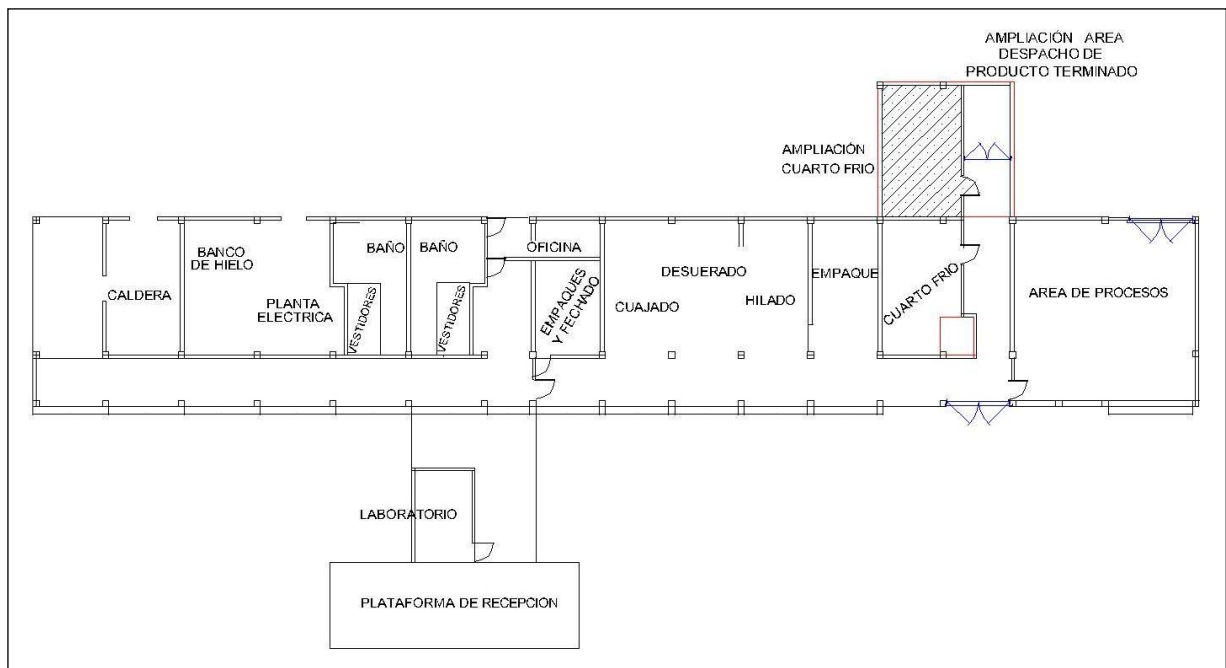 AMPLIACIÓN AREA
DESPACHO DE
PRODUCTO TERMINADO
AMPLIACIÓN
CUARTO FRIO
BANCO
DE HIELO
BAÑO
BAÑO
OFICINA
CALDERA
PLANTA
ELECTRICA
VESTIDORES
VESTIDORES
EMPAQUES
Y FECHADO
CUAJADO
DESUERADO
HILADO
EMPAQUE
CUARTO FRIO
AREA DE PROCESOS
LABORATORIO
PLATAFORMA DE RECEPCION